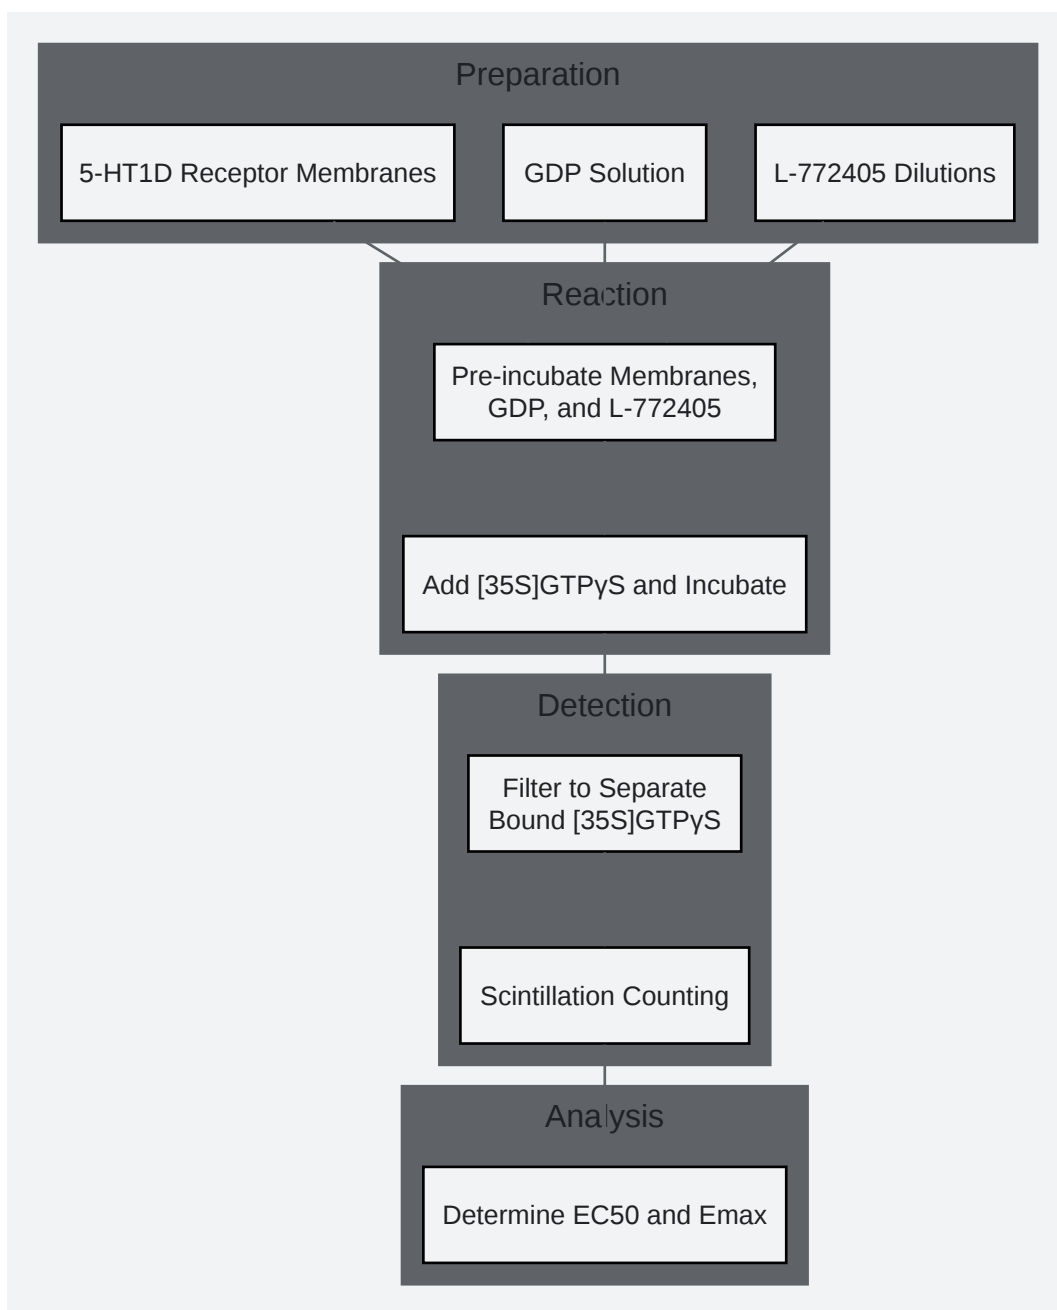 Preparation
5-HT1D Receptor Membranes
GDP Solution
L-772405 Dilutions
Reaction
Pre-incubate Membranes,
GDP, and L-772405
Add [35S]GTPγS and Incubate
Detection
Filter to Separate
Bound [35S]GTPγS
Scintillation Counting
Analysis
Determine EC50 and Emax